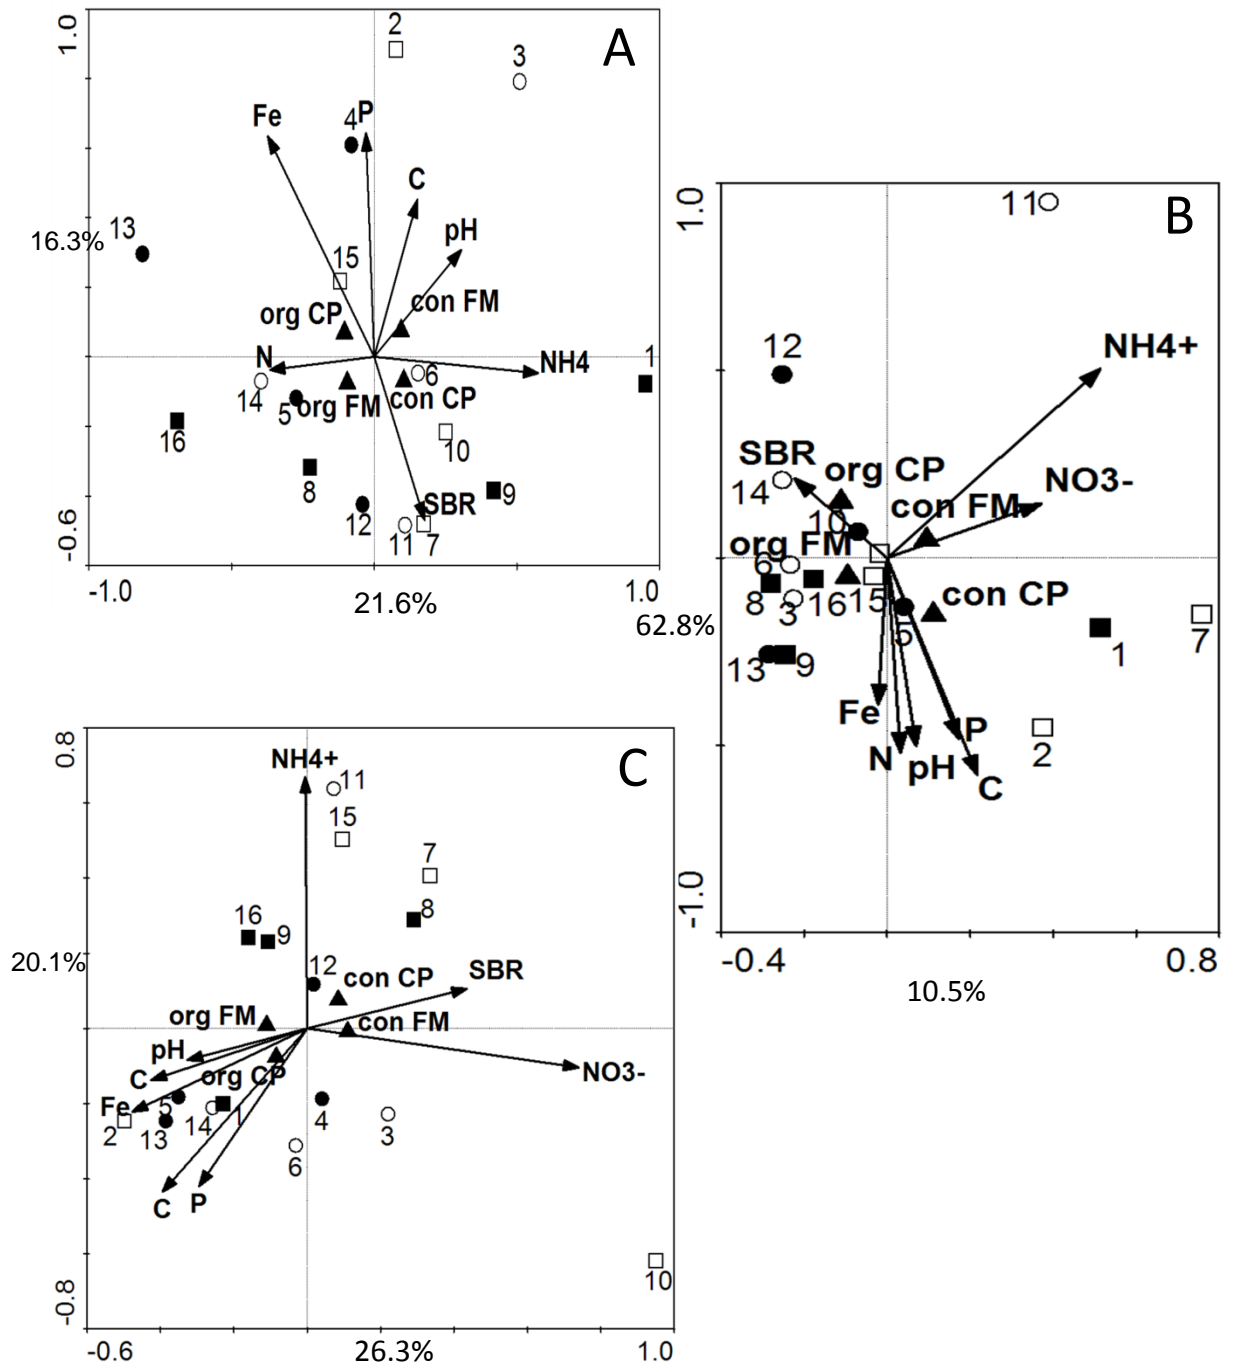 A
1.0
2
3
Fe
4
P
C
pH
13
16.3%
15
org CP
con FM
N
NH4
1
6
14
5
org FM
con CP
16
10
8
12
SBR
9
11
7
-0.6
-1.0
21.6%
1.0
62.8%
B
1.0
11
12
NH4+
SBR
org CP
NO3-
14
10
con FM
org FM
6
8
3
16
15
con CP
5
1
7
13
9
Fe
P
2
N
pH
C
-1.0
-0.4
10.5%
0.8
C
0.8
NH4+
11
15
7
8
16
9
20.1%
12
con CP
SBR
org FM
con FM
pH
C
org CP
NO3-
Fe
5
2
13
14
1
4
3
6
C
P
10
-0.8
-0.6
26.3%
1.0